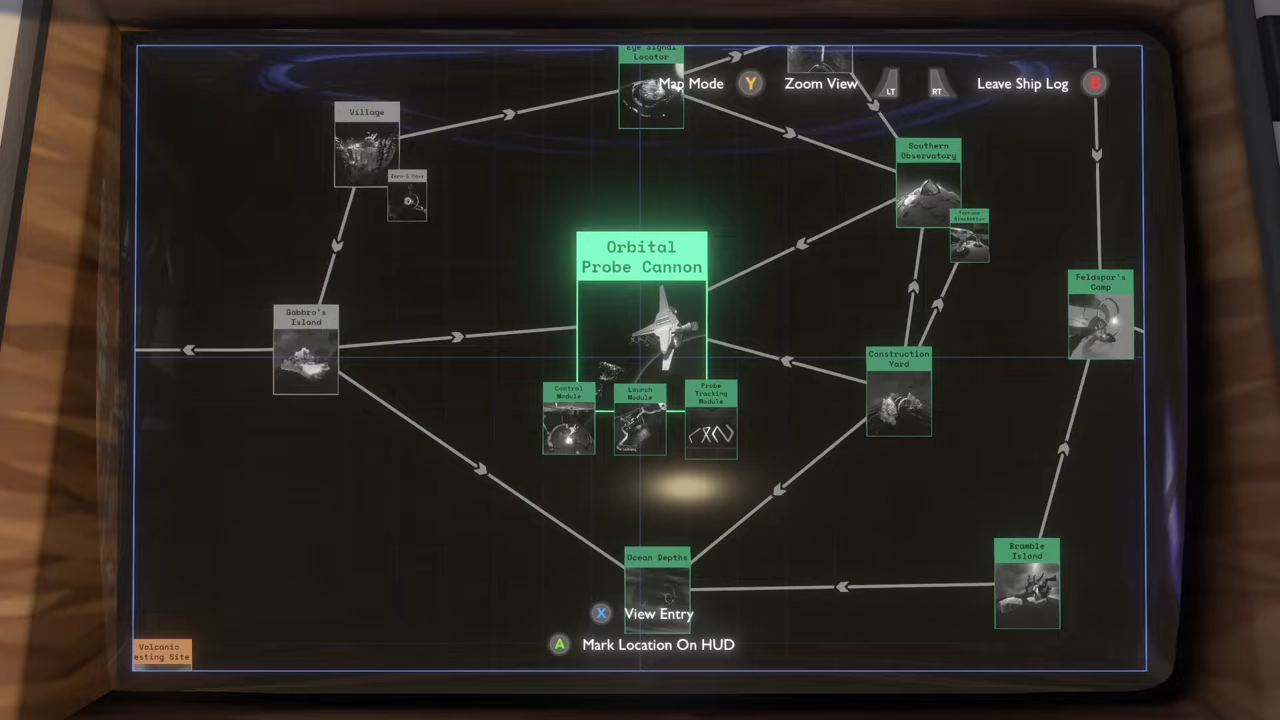 Eye Signal
Locator
Map Mode
Y
Zoom View
LT
RT
Leave Ship Log
B
Village
Zero-G Cave
Southern
Observatory
Orbital
Probe Cannon
Feldspar's
Camp
Gabbro's
Island
Construction
Yard
Control
Module
Launch
Module
Probe
Tracking
Module
Ocean Depths
Bramble
Island
X
View Entry
A
Mark Location On HUD
Volcanic
esting Site